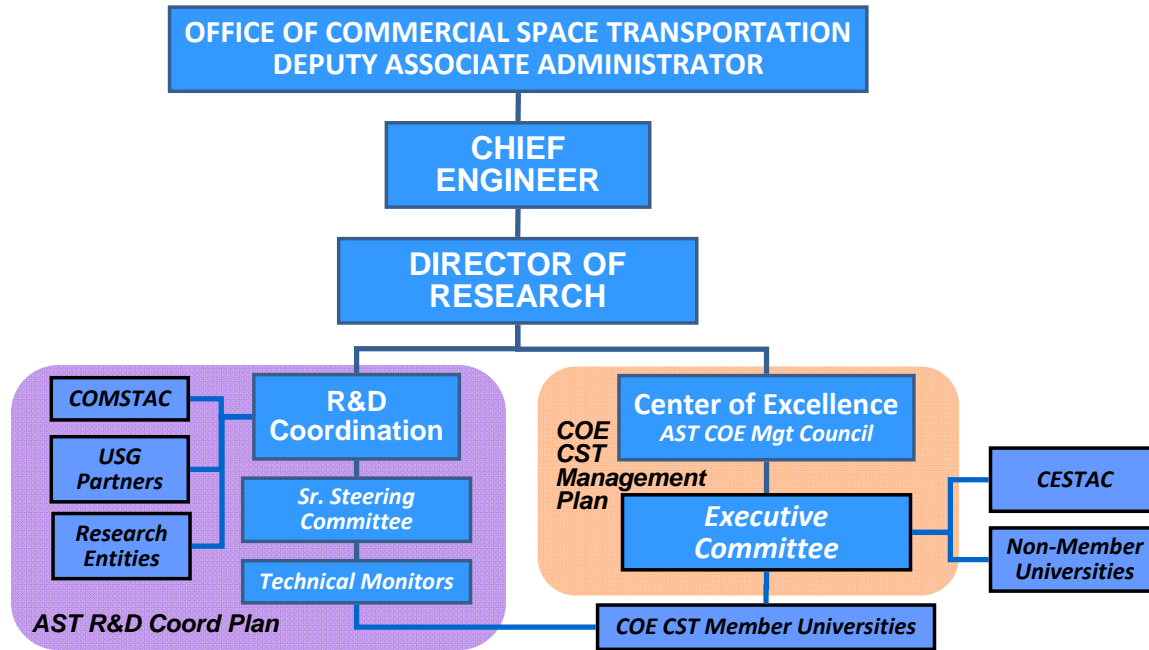 OFFICE OF COMMERCIAL SPACE TRANSPORTATION
DEPUTY ASSOCIATE ADMINISTRATOR
CHIEF
ENGINEER
DIRECTOR OF
RESEARCH
COMSTAC
USG
Partners
Research
Entities
R&D
Coordination
Sr. Steering
Committee
Technical Monitors
AST R&D Coord Plan
COE
CST
Management
Plan
Center of Excellence
AST COE Mgt Council
Executive
Committee
CESTAC
Non-Member
Universities
COE CST Member Universities